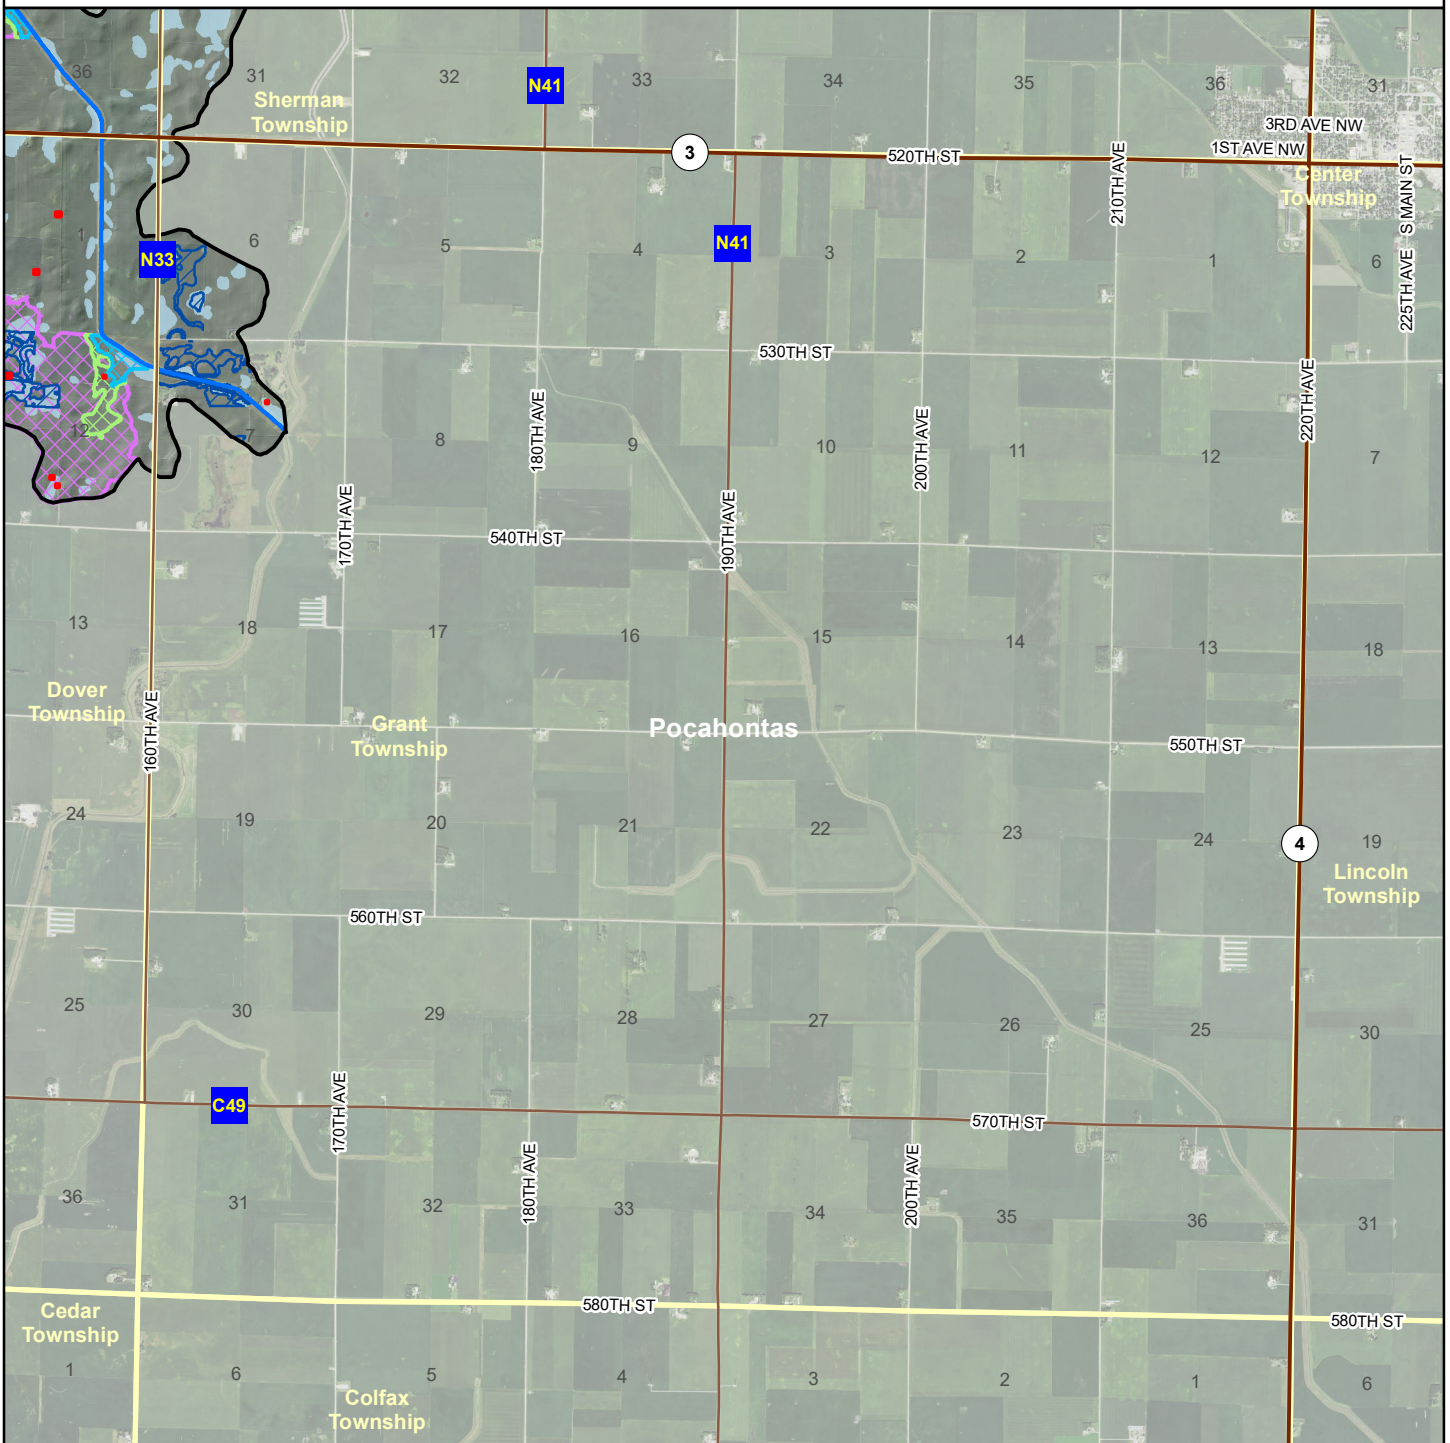 36
31
32
N41
33
34
35
36
31
Sherman
Township
3RD AVE NW
1ST AVE NW
3
520TH ST
210TH AVE
Center
Township
S MAIN ST
225TH AVE
1
N33
6
5
4
N41
3
2
1
6
530TH ST
180TH AVE
200TH AVE
220TH AVE
12
7
8
9
10
11
12
7
170TH AVE
540TH ST
190TH AVE
13
18
17
16
15
14
13
18
Dover
Township
160TH AVE
Grant
Township
Pocahontas
550TH ST
24
19
20
21
22
23
24
4
19
Lincoln
Township
560TH ST
25
30
29
28
27
26
25
30
C49
170TH AVE
570TH ST
180TH AVE
200TH AVE
36
31
32
33
34
35
36
31
Cedar
Township
580TH ST
580TH ST
1
6
5
4
3
2
1
6
Colfax
Township